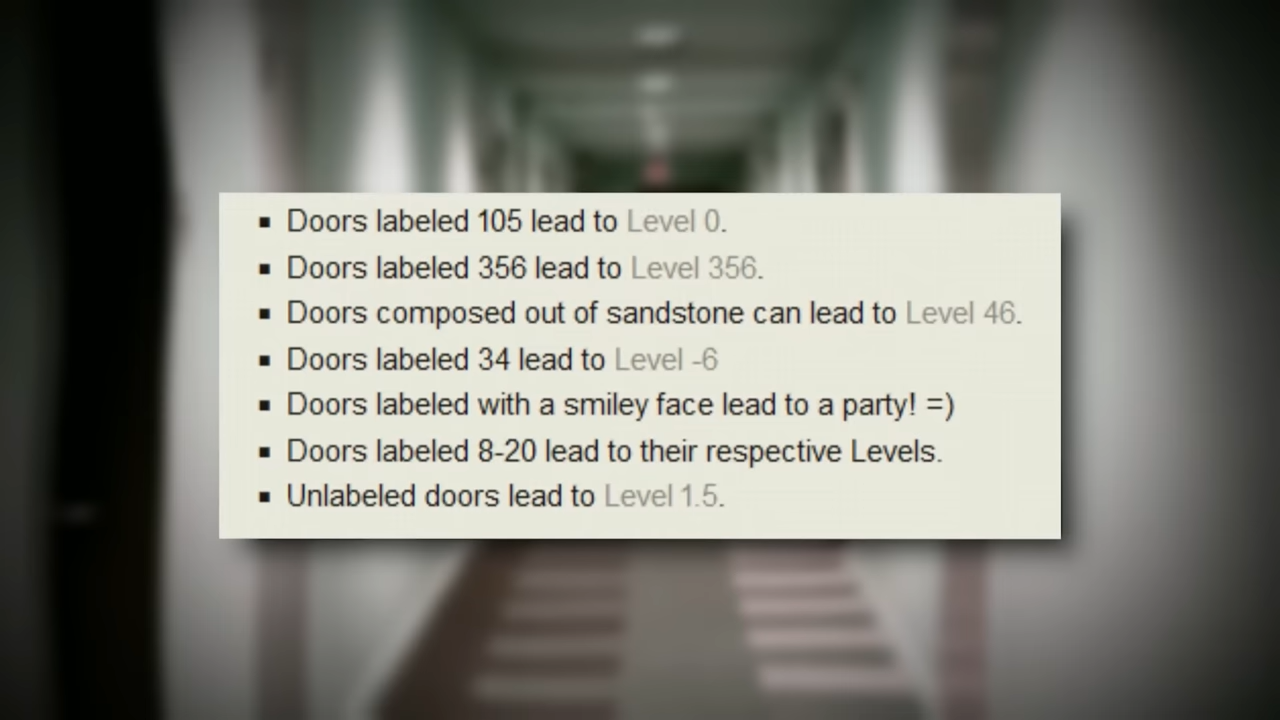 ▪ Doors labeled 105 lead to Level 0.
▪ Doors labeled 356 lead to Level 356.
▪ Doors composed out of sandstone can lead to Level 46.
▪ Doors labeled 34 lead to Level -6
▪ Doors labeled with a smiley face lead to a party! =)
▪ Doors labeled 8-20 lead to their respective Levels.
▪ Unlabeled doors lead to Level 1.5.